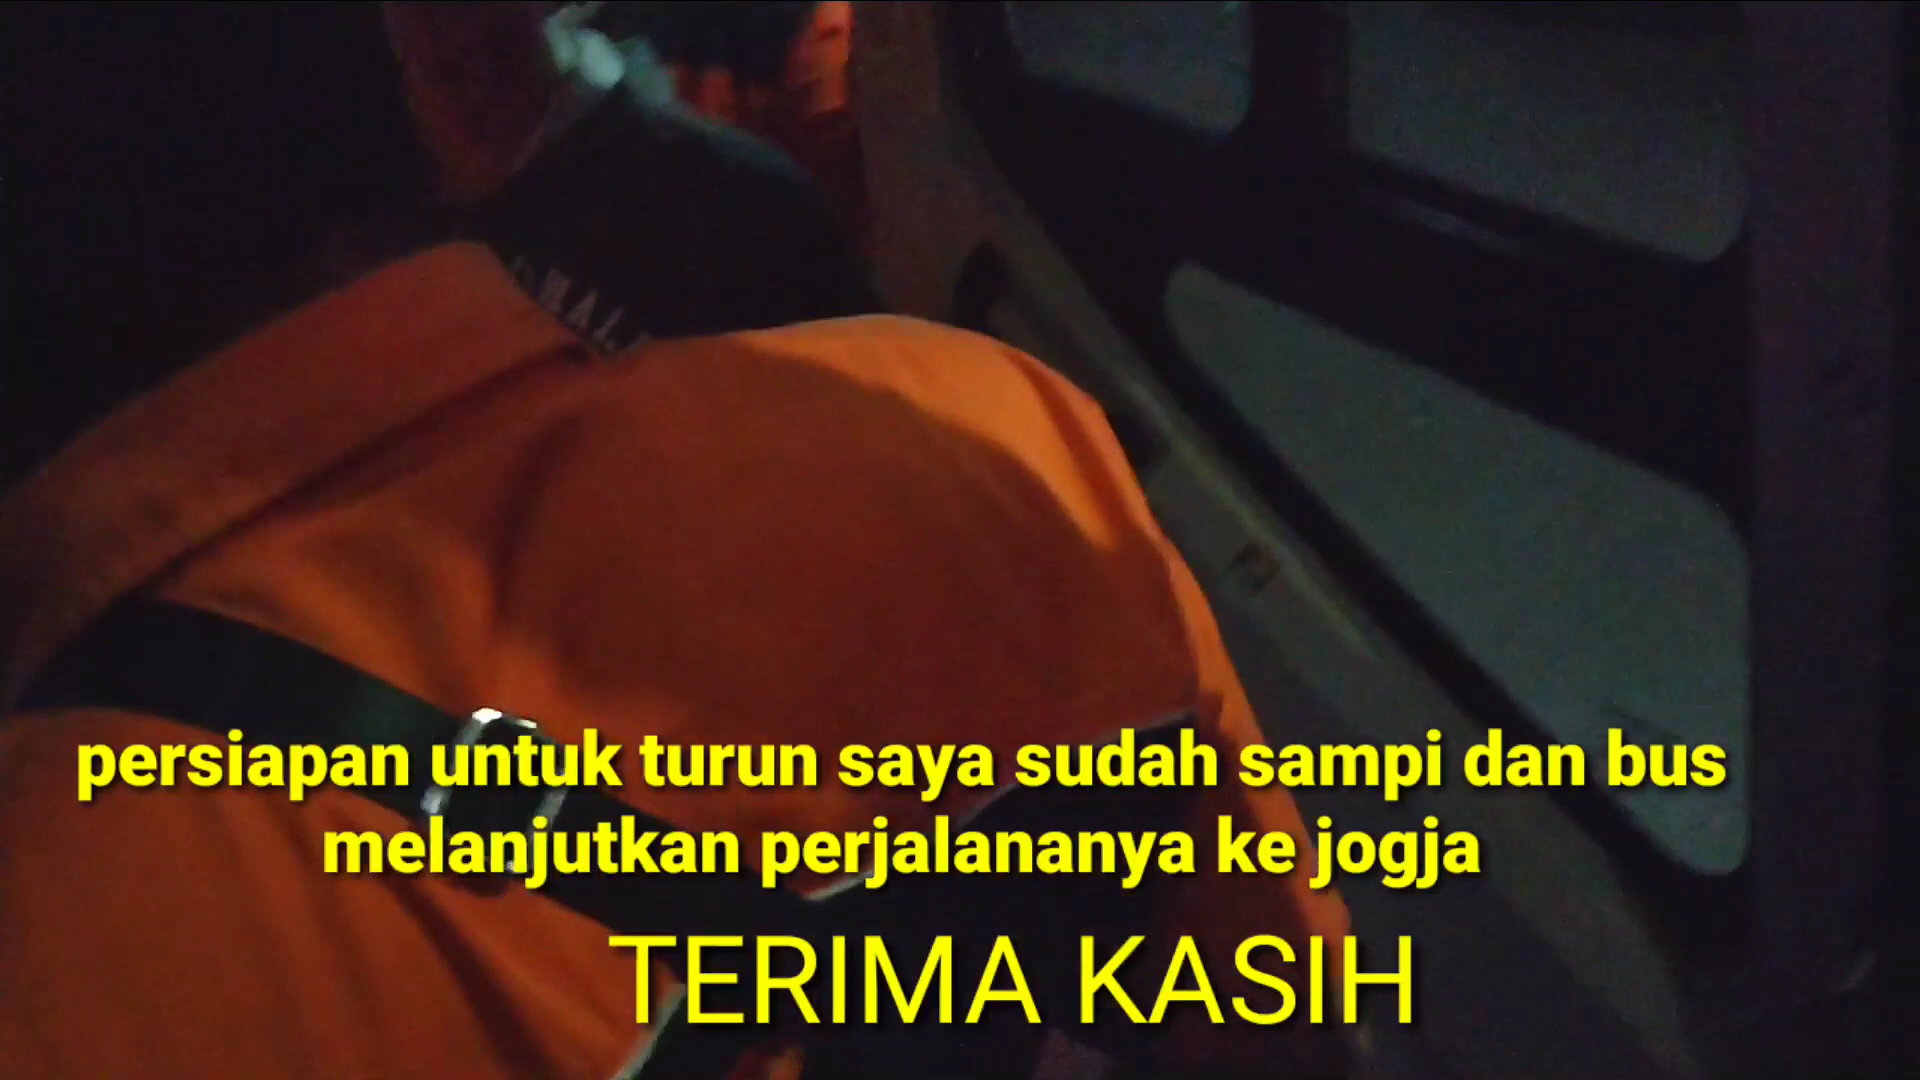 persiapan untuk turun saya sudah sampi dan bus
melanjutkan perjalananya ke jogja
TERIMA KASIH